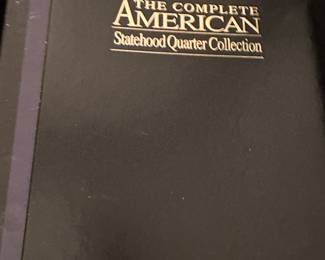 THE COMPLETE
AMERICAN
Statehood Quarter Collection